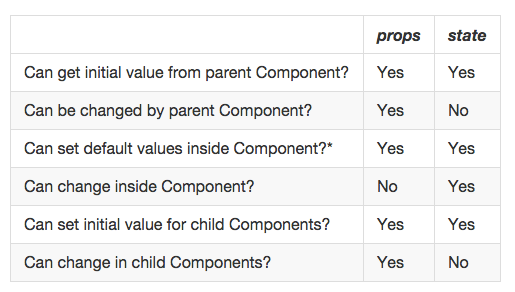 props state
Can get initial value from parent Component? Yes Yes
Can be changed by parent Component? Yes No
Can set default values inside Component?* Yes Yes
Can change inside Component? No Yes
Can set initial value for child Components? Yes Yes
Can change in child Components? Yes No